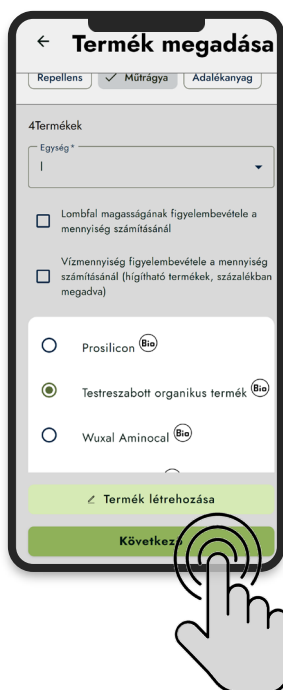 Termék megadása
Repellens Műtrágya Adalékanyag
4Termékek
Egység*
l
Lombfal magasságának figyelembevétele a
mennyiség számításánál
Vízmennyiség figyelembevétele a mennyiség
számításánál (hígítható termékek, százalékban
megadva)
Prosilicon Bio
Testreszabott organikus termék Bio
Wuxal Aminocal Bio
Termék létrehozása
Következő